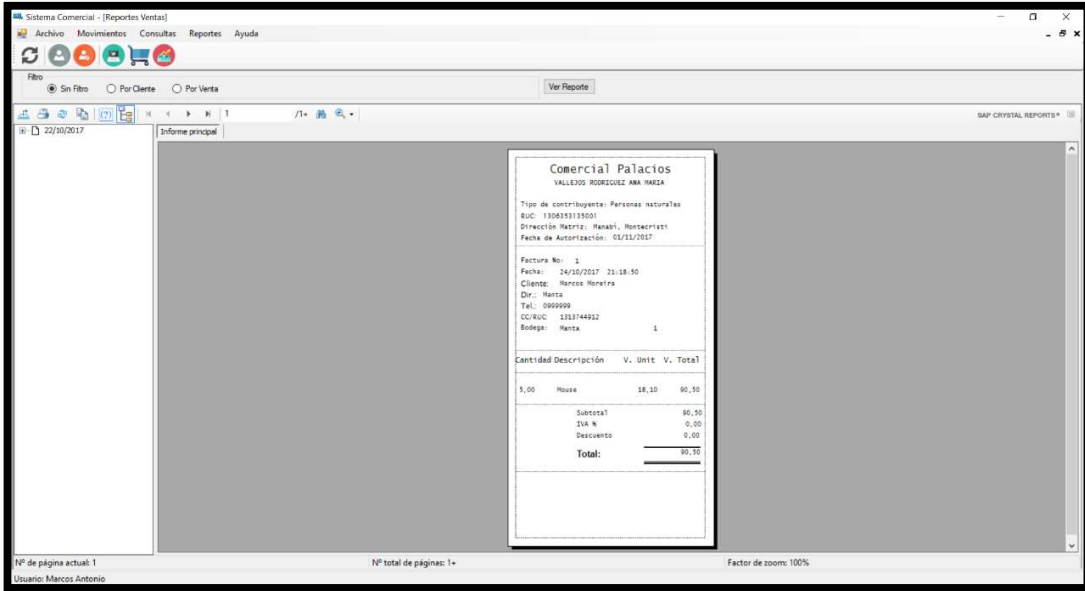 Sistema Comercial - [Reportes Ventas]
Archivo Movimientos Consultas Reportes Ayuda
Filtro
Sin Filtro Por Cliente Por Venta Ver Reporte
1 /1+ SAP CRYSTAL REPORTS®
22/10/2017 Informe principal
Comercial Palacios
VALLEJOS RODRIGUEZ ANA MARIA
Tipo de contribuyente: Personas naturales
RUC: 1306353135001
Dirección Matriz: Manabí, Montecristi
Fecha de Autorización: 01/11/2017
Factura No: 1
Fecha: 24/10/2017 21:18:50
Cliente: Marcos Moreira
Dir.: Manta
Tel.: 0999999
CC/RUC: 1313744912
Bodega: Manta 1
Cantidad Descripción V. Unit V. Total
5,00 Mouse 18,10 90,50
Subtotal 90,50
IVA % 0,00
Descuento 0,00
Total: 90,50
Nº de página actual: 1 Nº total de páginas: 1+ Factor de zoom: 100%
Usuario: Marcos Antonio